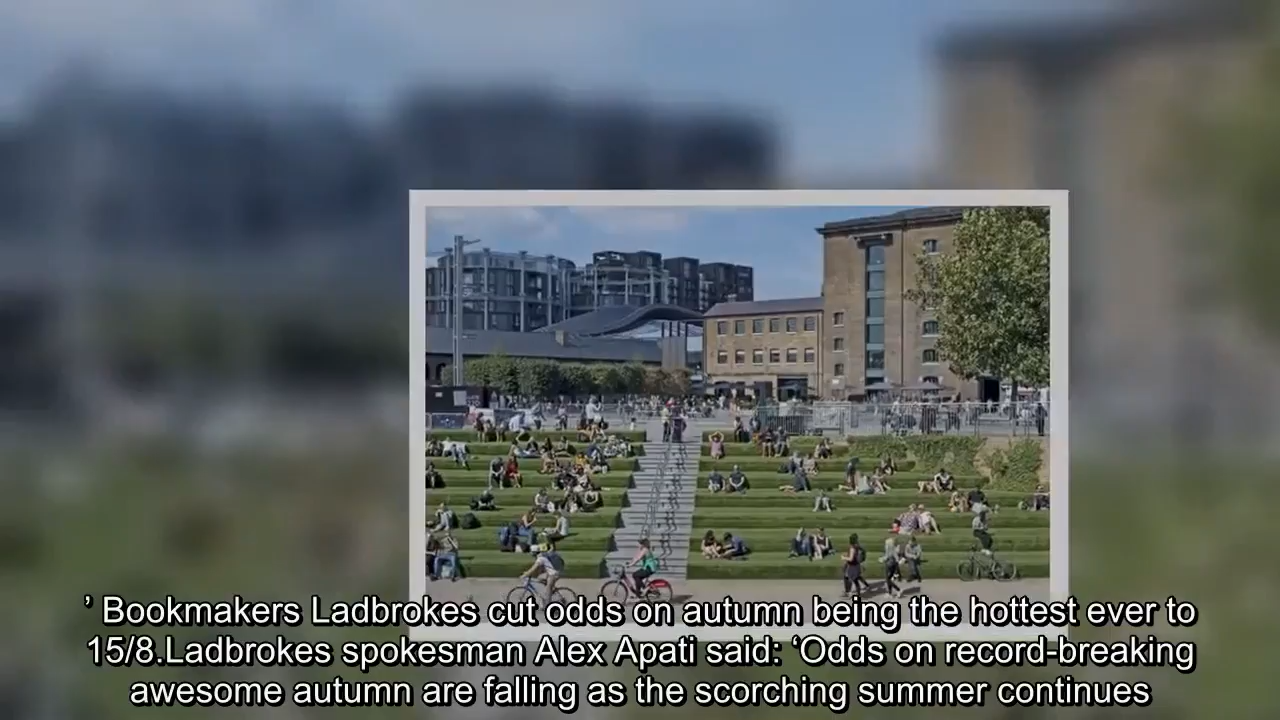 ’ Bookmakers Ladbrokes cut odds on autumn being the hottest ever to
15/8.Ladbrokes spokesman Alex Apati said: ‘Odds on record-breaking
awesome autumn are falling as the scorching summer continues